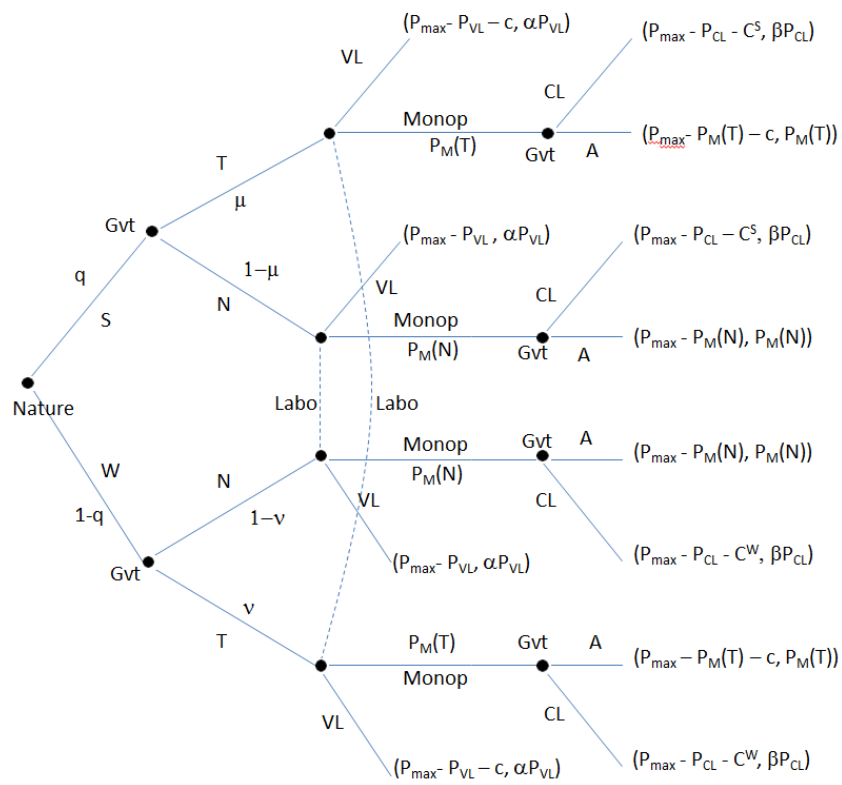 (Pmax- PVL – c, αPVL)
(Pmax - PCL - Cˢ, βPCL)
VL
CL
Monop
PM(T)
Gvt
A
(Pmax- PM(T) – c, PM(T))
T
μ
Gvt
(Pmax - PVL , αPVL)
(Pmax - PCL – Cˢ, βPCL)
q
1–μ
VL
CL
S
N
Monop
PM(N)
Gvt
A
(Pmax - PM(N), PM(N))
Nature
Labo
Labo
Monop
PM(N)
Gvt
A
(Pmax - PM(N), PM(N))
W
N
1-q
1–ν
VL
CL
Gvt
(Pmax- PVL, αPVL)
(Pmax - PCL - Cᵂ, βPCL)
ν
T
PM(T)
Monop
Gvt
A
(Pmax – PM(T) – c, PM(T))
VL
CL
(Pmax- PVL – c, αPVL)
(Pmax - PCL - Cᵂ, βPCL)